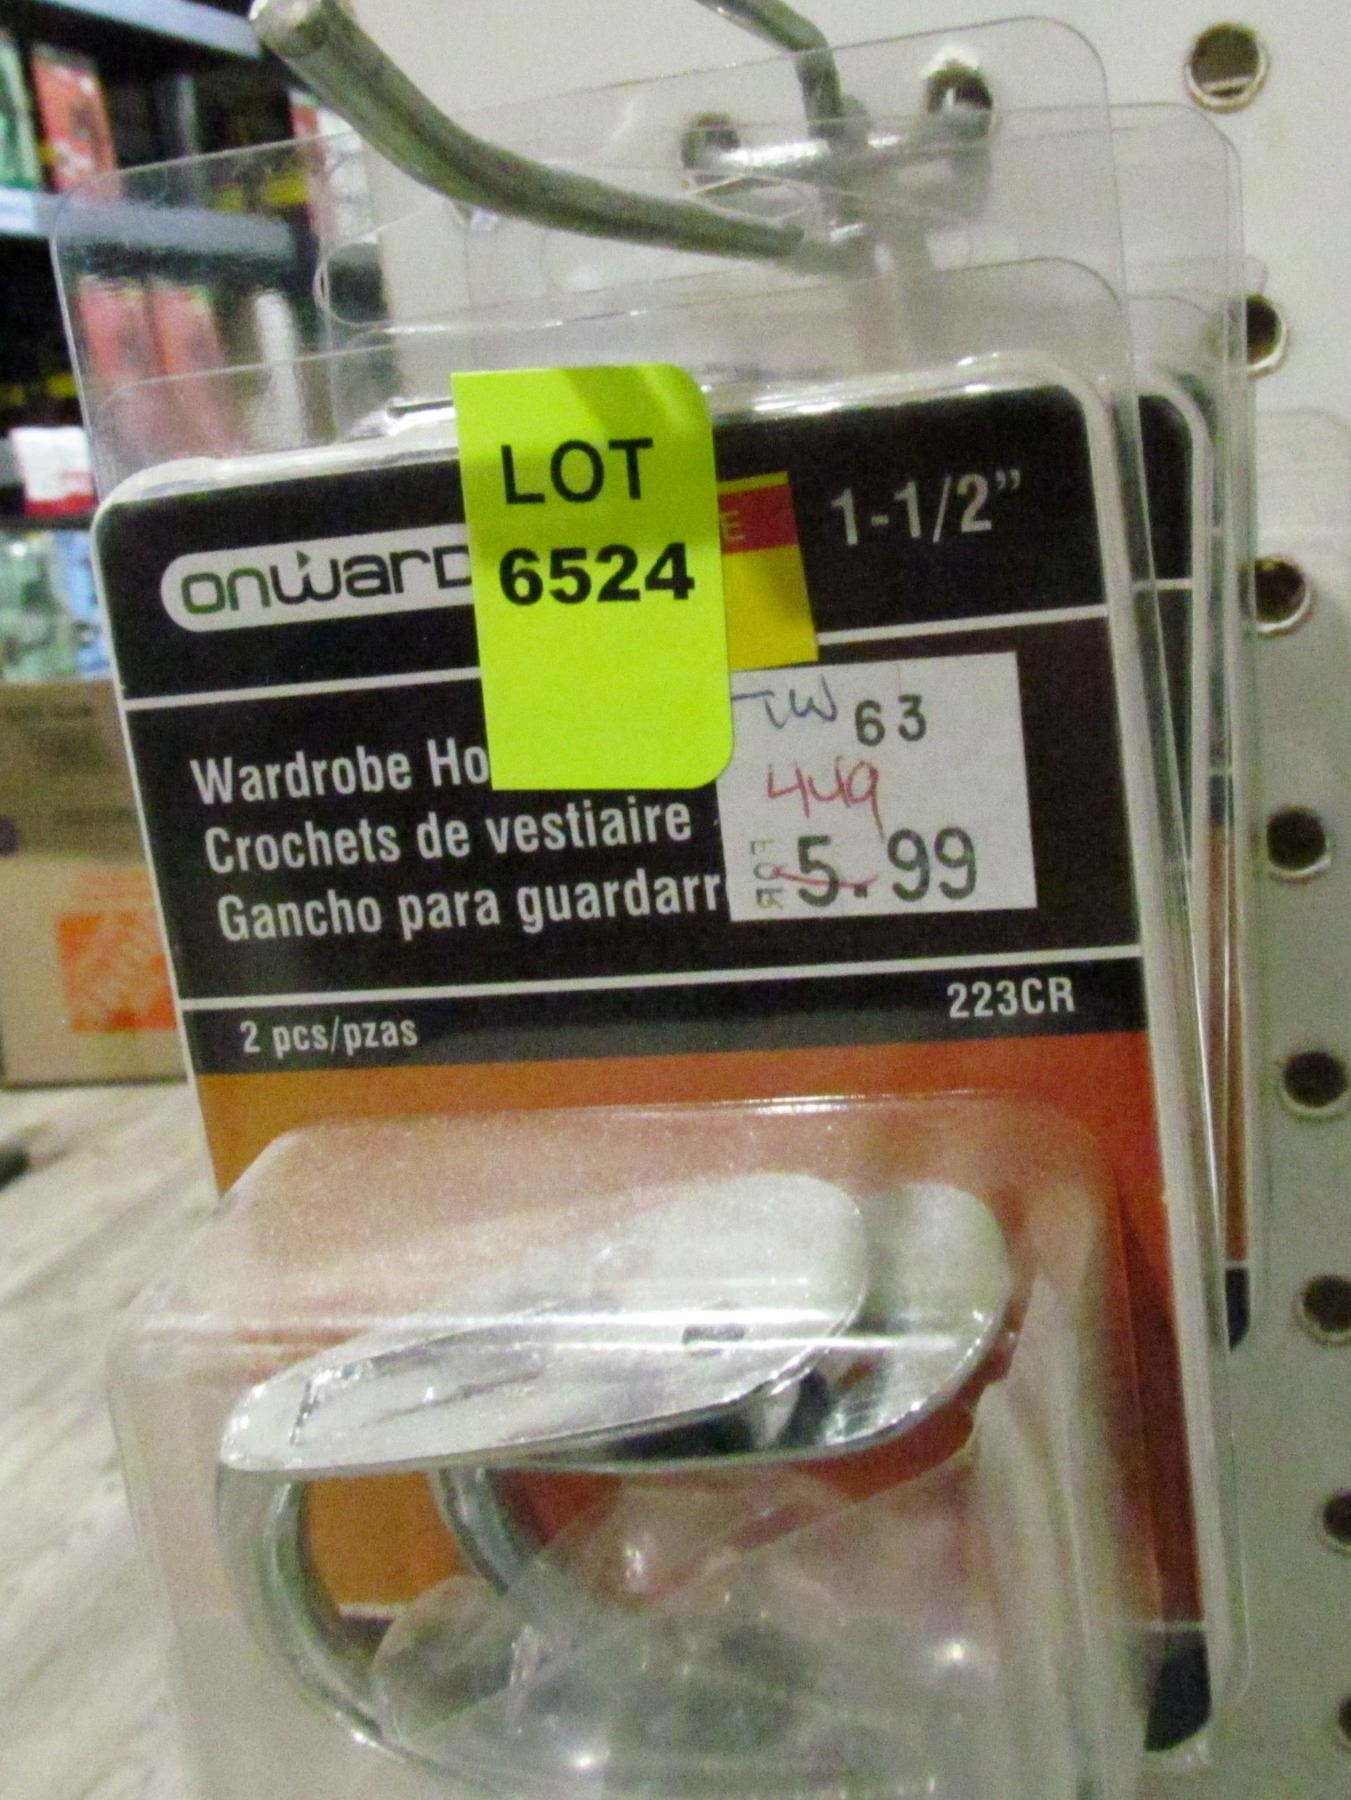 LOT
6524
onward
E
1-1/2”
Wardrobe Ho
Crochets de vestiaire
Gancho para guardarr
TW 63
449
5.99
2 pcs/pzas
223CR